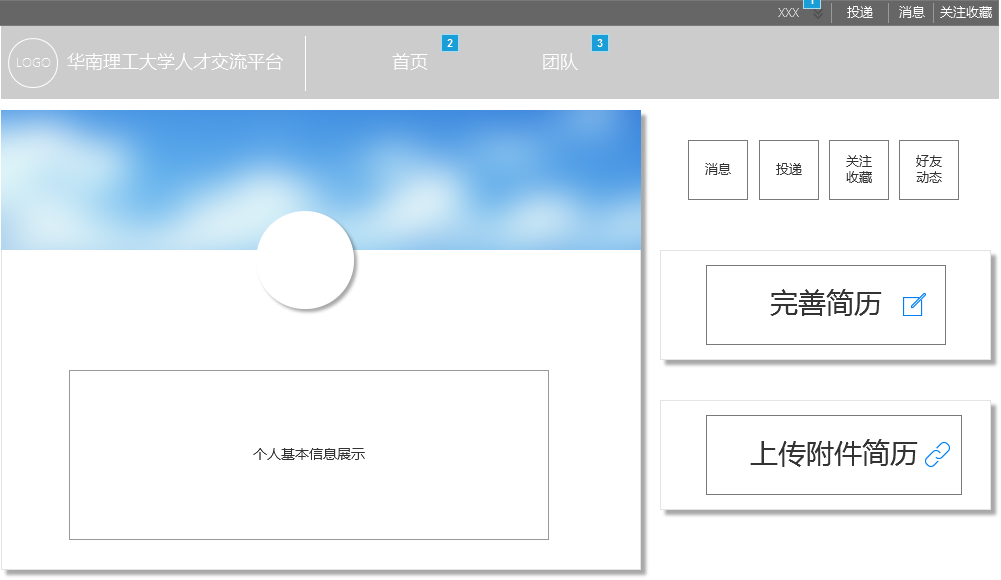 XXX 投递 消息 关注收藏
LOGO 华南理工大学人才交流平台 首页 2 团队 3
消息 投递 关注 好友
收藏 动态
完善简历
上传附件简历
个人基本信息展示